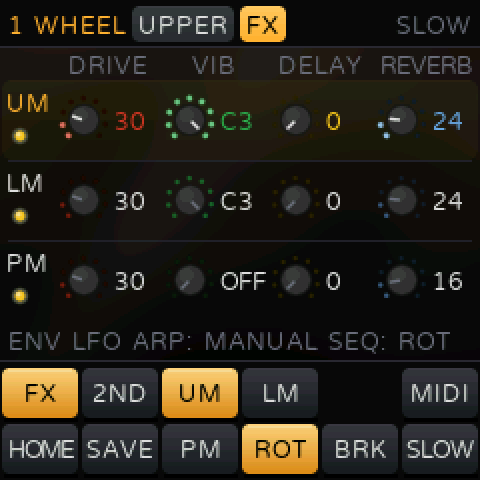 1 WHEEL UPPER FX SLOW
DRIVE VIB DELAY REVERB
UM 30 C3 0 24
LM 30 C3 0 24
PM 30 OFF 0 16
ENV LFO ARP: MANUAL SEQ: ROT
FX 2ND UM LM MIDI
HOME SAVE PM ROT BRK SLOW